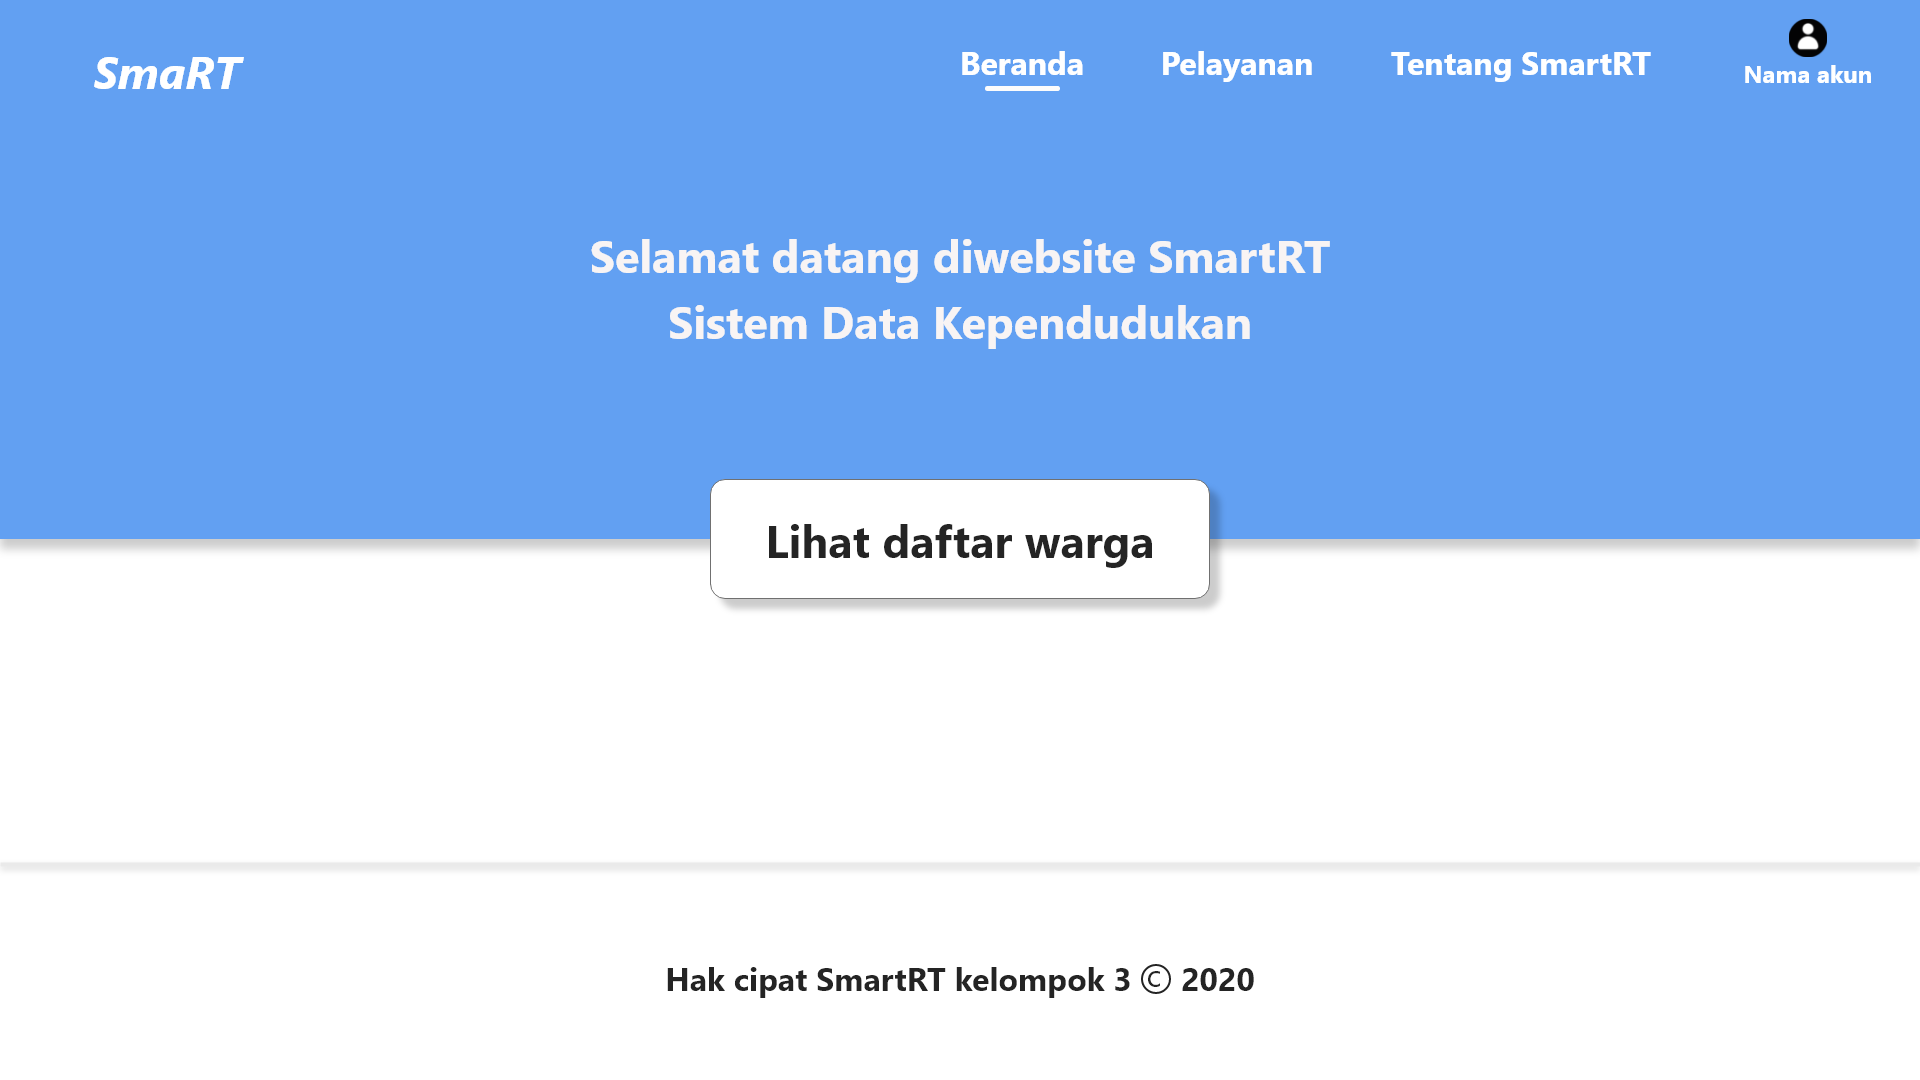 SmaRT
Beranda
Pelayanan
Tentang SmartRT
Nama akun
Selamat datang diwebsite SmartRT
Sistem Data Kependudukan
Lihat daftar warga
Hak cipat SmartRT kelompok 3 © 2020